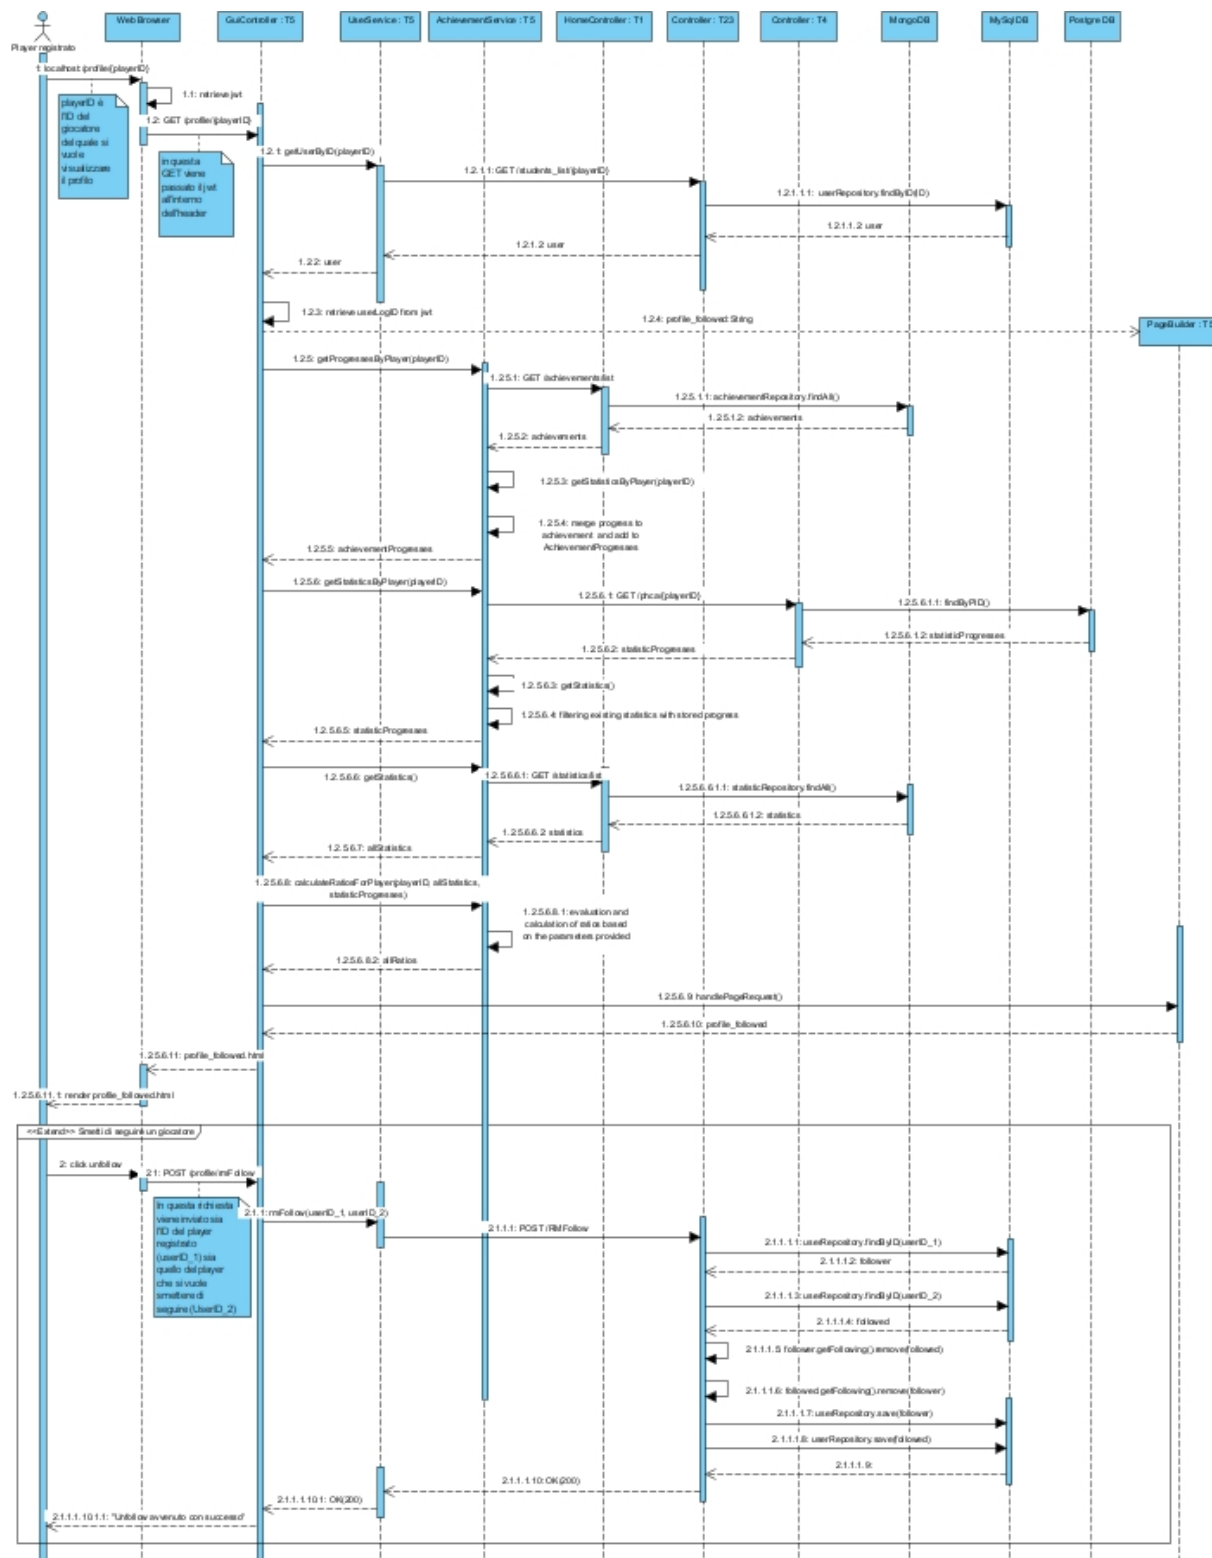 Player registrato
Web Browser
GuiController : T5
UserService : T5
AchievementService : T5
HomeController : T1
Controller : T23
Controller : T4
MongoDB
MySqlDB
Postgre DB
1: localhost:/profile/{playerID}
1.1: retrieve jwt
playerID è
l'ID del
giocatore
del quale si
vuole
visualizzare
il profilo
1.2: GET (profile/{playerID}
in questa
GET viene
passato il jwt
all'interno
dell'header
1.2.1: getUserByID(playerID)
1.2.1.1: GET /students_list/{playerID}
1.2.1.1.1: userRepository.findByID(ID)
1.2.1.1.2: user
1.2.1.2: user
1.2.2: user
1.2.3: retrieve userLogID from jwt
1.2.4: profile_followed:String
PageBuilder : T5
1.2.5: getProgressesByPlayer(playerID)
1.2.5.1: GET /achievements/list
1.2.5.1.1: achievementRepository.findAll()
1.2.5.1.2: achievements
1.2.5.2: achievements
1.2.5.3: getStatisticsByPlayer(playerID)
1.2.5.4: merge progress to
achievement and add to
AchievementProgresses
1.2.5.5: achievementProgresses
1.2.5.6: getStatisticsByPlayer(playerID)
1.2.5.6.1: GET /phca/{playerID}
1.2.5.6.1.1: findByPID()
1.2.5.6.1.2: statisticProgresses
1.2.5.6.2: statisticProgresses
1.2.5.6.3: getStatistics()
1.2.5.6.4: filtering existing statistics with stored progress
1.2.5.6.5: statisticProgresses
1.2.5.6.6: getStatistics()
1.2.5.6.6.1: GET /statistics/list
1.2.5.6.6.1.1: statisticRepository.findAll()
1.2.5.6.6.1.2: statistics
1.2.5.6.6.2: statistics
1.2.5.6.7: allStatistics
1.2.5.6.8: calculateRatiosForPlayer(playerID, allStatistics,
statisticProgresses)
1.2.5.6.8.1: evaluation and
calculation of ratios based
on the parameters provided
1.2.5.6.8.2: allRatios
1.2.5.6.9: handlePageRequest()
1.2.5.6.10: profile_followed
1.2.5.6.11: profile_followed.html
1.2.5.6.11.1: render profile_followed.html
<<Extend>> Smetti di seguire un giocatore
2: click unfollow
2.1: POST (profile/rmFollow
In questa richiesta
viene inviato sia
l'ID del player
registrato
(userID_1) sia
quello del player
che si vuole
smettere di
seguire (UserID_2)
2.1.1: rmFollow(userID_1, userID_2)
2.1.1.1: POST /RMFollow
2.1.1.1.1: userRepository.findByID(userID_1)
2.1.1.1.2: follower
2.1.1.1.3: userRepository.findByID(userID_2)
2.1.1.1.4: followed
2.1.1.1.5: follower.getFollowing().remove(followed)
2.1.1.1.6: followed.getFollowing().remove(follower)
2.1.1.1.7: userRepository.save(follower)
2.1.1.1.8: userRepository.save(followed)
2.1.1.1.9:
2.1.1.1.10: OK(200)
2.1.1.1.10.1: OK(200)
2.1.1.1.10.1.1: "Unfollow avvenuto con successo"